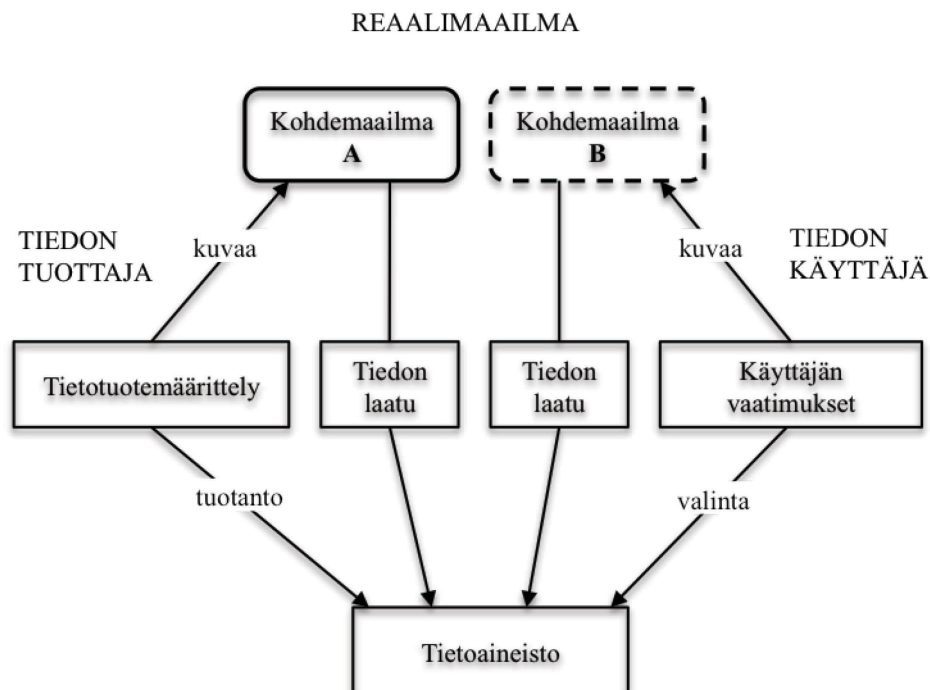 REAALIMAAILMA
Kohdemaailma
A
Kohdemaailma
B
TIEDON
TUOTTAJA
kuvaa
kuvaa
TIEDON
KÄYTTÄJÄ
Tietotuotemäärittely
Tiedon
laatu
Tiedon
laatu
Käyttäjän
vaatimukset
tuotanto
valinta
Tietoaineisto